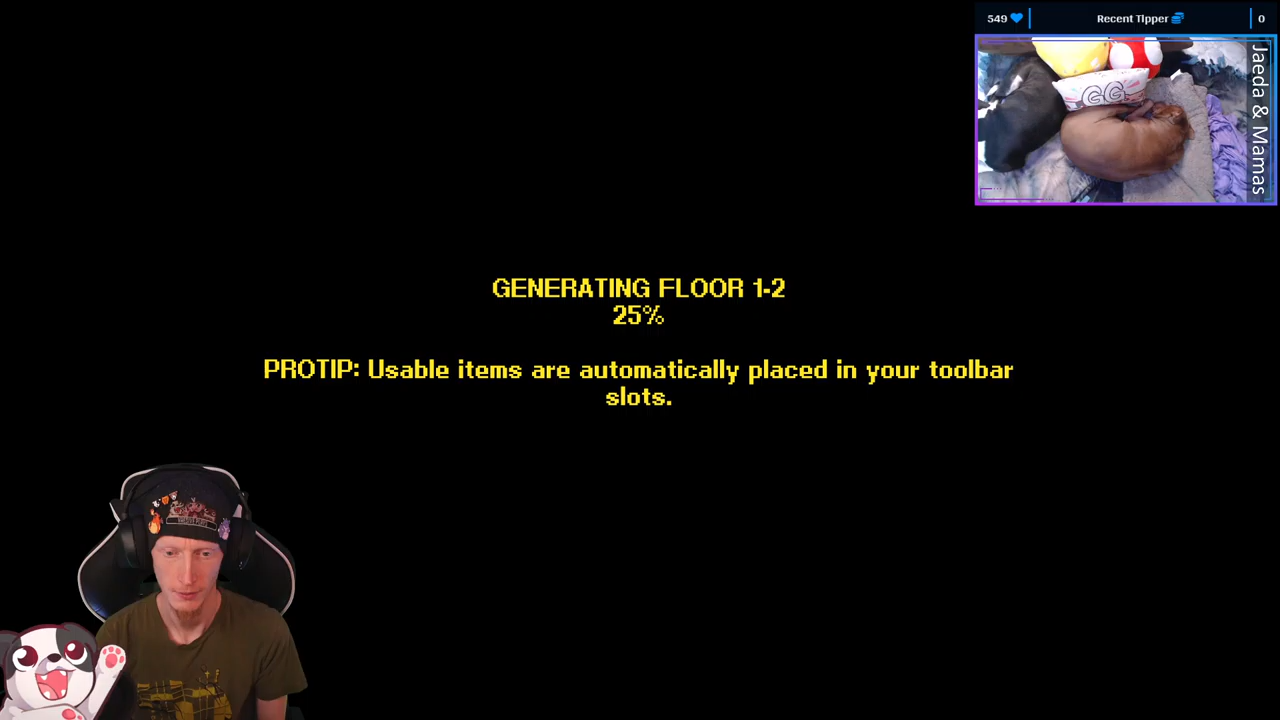 549
Recent Tipper
0
GG
Jaeda & Mamas
GENERATING FLOOR 1-2
25%
PROTIP: Usable items are automatically placed in your toolbar
slots.